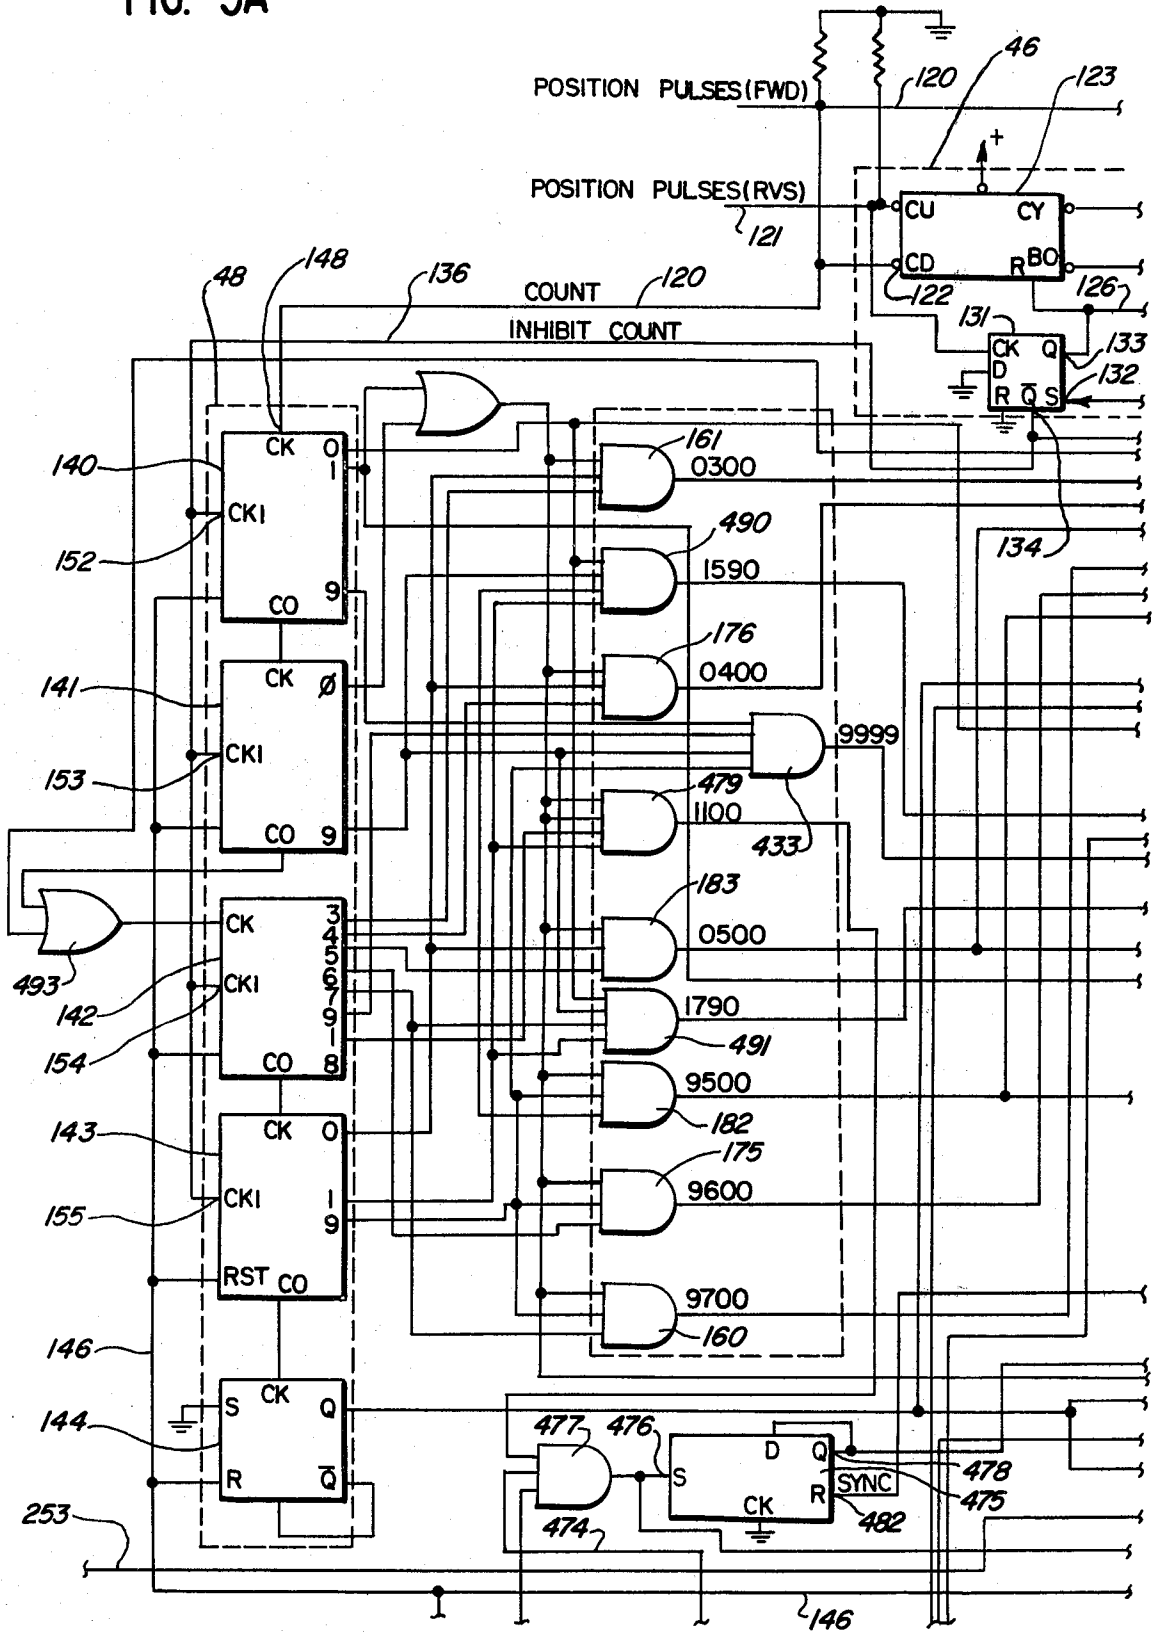 FIG. 5A
46
POSITION PULSES(FWD)
120
123
+
POSITION PULSES(RVS)
121
CU
CY
CD
R
BO
122
126
48
148
136
COUNT
120
INHIBIT COUNT
131
CK
Q
133
D
R
Q̅
S
132
134
140
CK
0
1
CKI
152
9
CO
161
0300
490
1590
141
CK
Ø
CKI
153
CO
9
176
0400
9999
433
479
1100
493
CK
3
4
5
6
7
9
1
8
CKI
142
154
CO
183
0500
1790
491
9500
182
143
CK
0
CKI
155
1
9
RST
CO
175
9600
9700
160
146
144
CK
S
Q
R
Q̅
477
476
S
D
Q
478
475
SYNC
R
482
CK
474
253
146